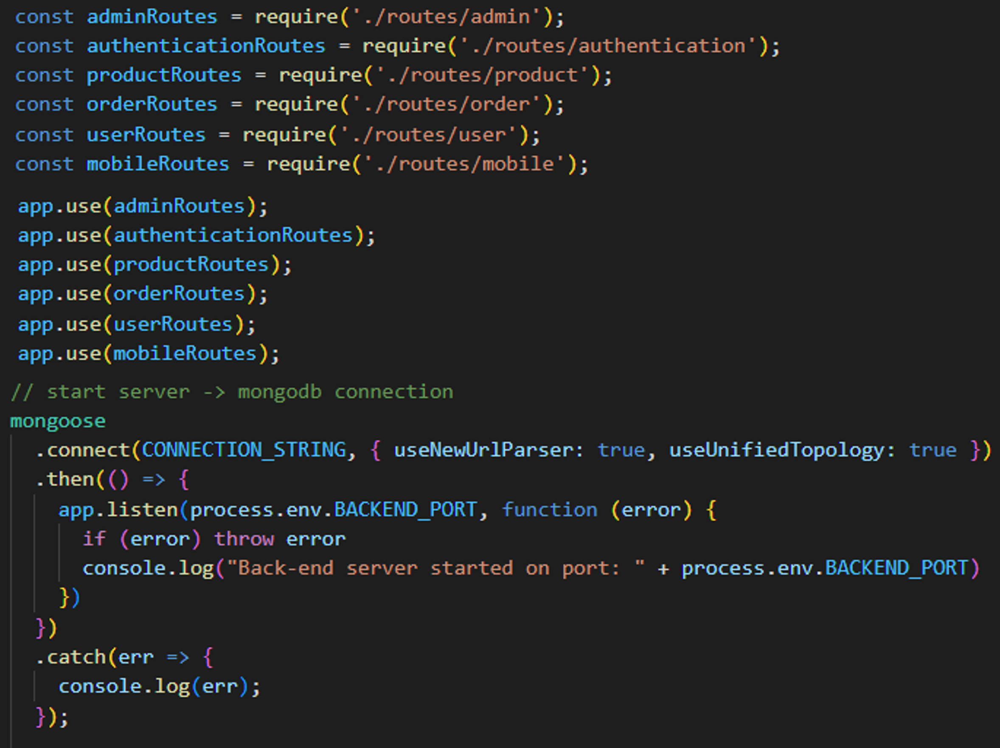 const adminRoutes = require('./routes/admin');
const authenticationRoutes = require('./routes/authentication');
const productRoutes = require('./routes/product');
const orderRoutes = require('./routes/order');
const userRoutes = require('./routes/user');
const mobileRoutes = require('./routes/mobile');
app.use(adminRoutes);
app.use(authenticationRoutes);
app.use(productRoutes);
app.use(orderRoutes);
app.use(userRoutes);
app.use(mobileRoutes);
// start server -> mongodb connection
mongoose
.connect(CONNECTION_STRING, { useNewUrlParser: true, useUnifiedTopology: true })
.then(() => {
app.listen(process.env.BACKEND_PORT, function (error) {
if (error) throw error
console.log("Back-end server started on port: " + process.env.BACKEND_PORT)
})
})
.catch(err => {
console.log(err);
});